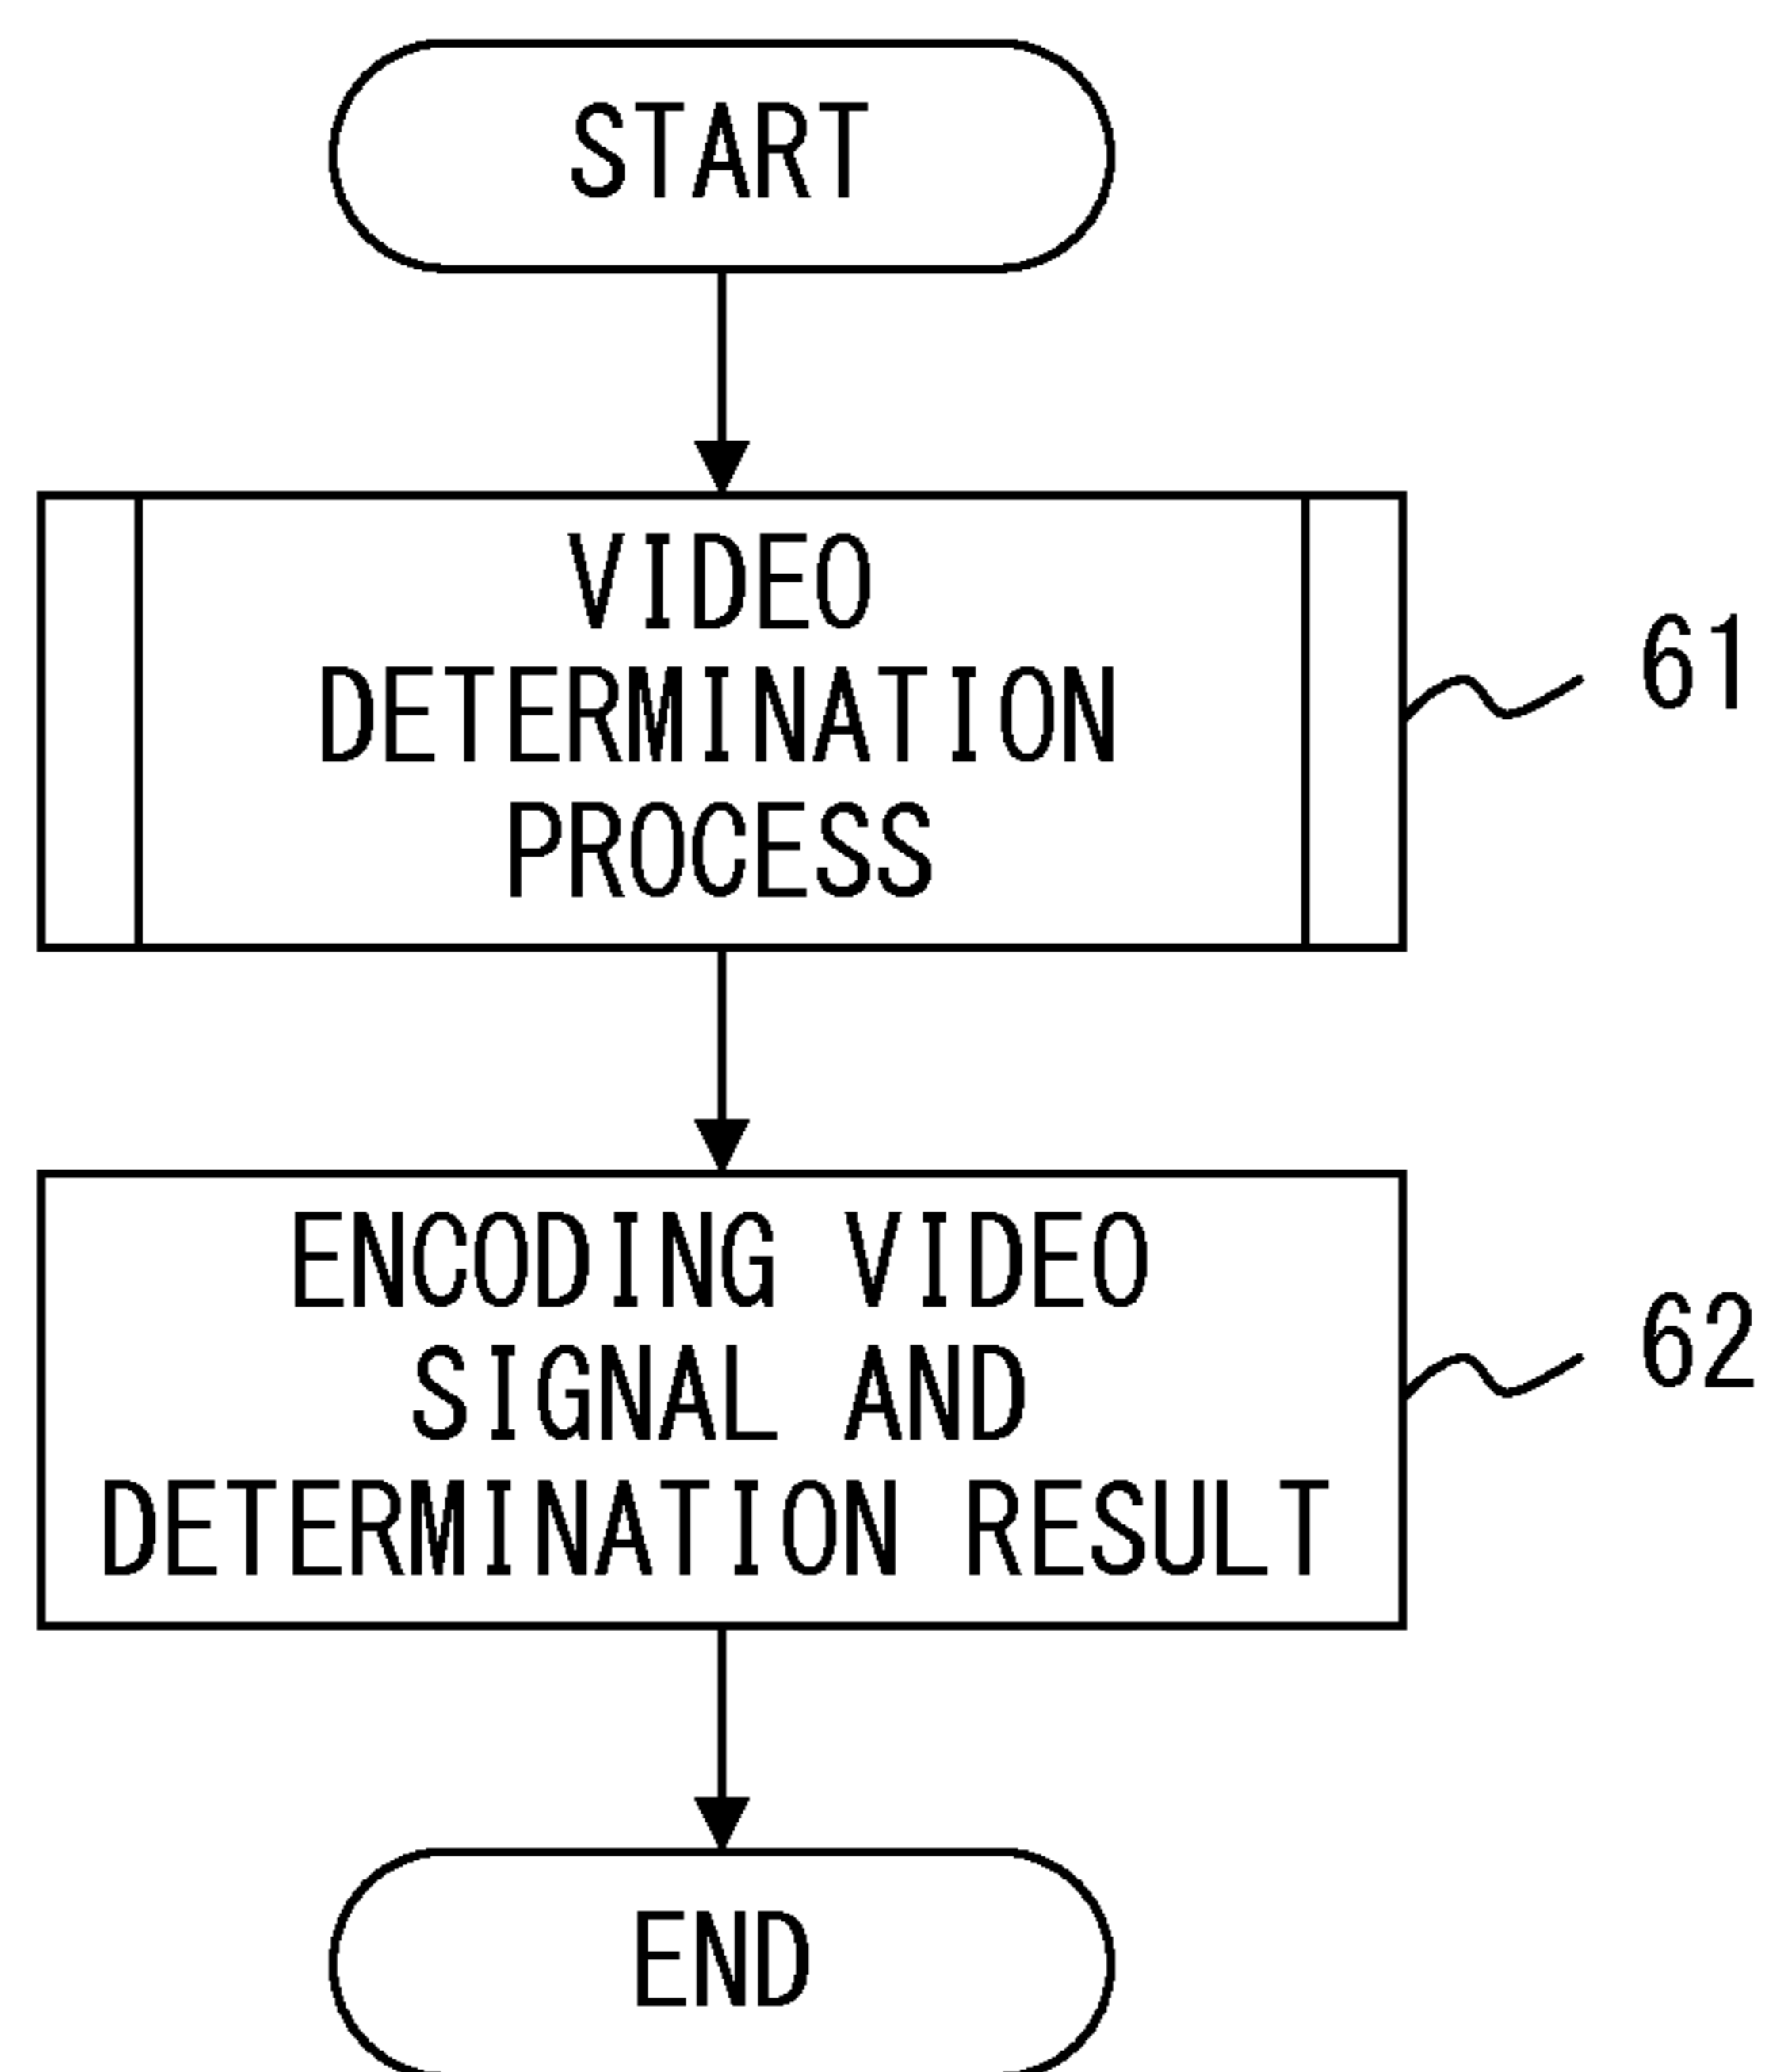 START
VIDEO
DETERMINATION
PROCESS
61
ENCODING VIDEO
SIGNAL AND
DETERMINATION RESULT
62
END